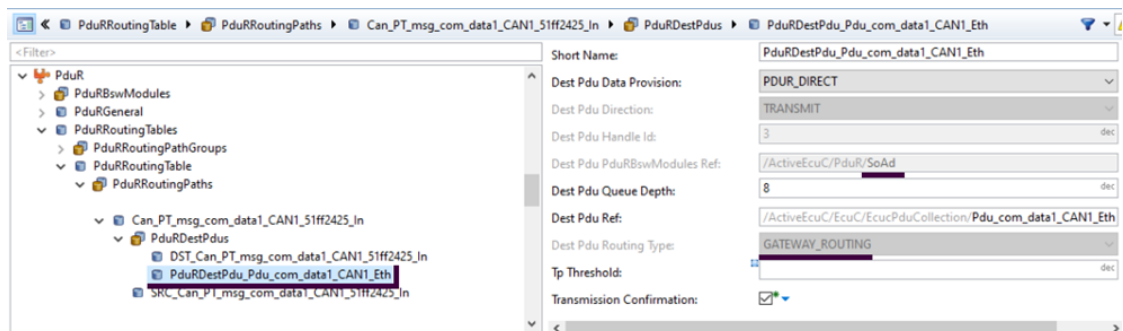 PduRRoutingTable PduRRoutingPaths Can_PT_msg_com_data1_CAN1_51ff2425_In PduRDestPdus PduRDestPdu_Pdu_com_data1_CAN1_Eth
<Filter>
PduR
PduRBswModules
PduRGeneral
PduRRoutingTables
PduRRoutingPathGroups
PduRRoutingTable
PduRRoutingPaths
Can_PT_msg_com_data1_CAN1_51ff2425_In
PduRDestPdus
DST_Can_PT_msg_com_data1_CAN1_51ff2425_In
PduRDestPdu_Pdu_com_data1_CAN1_Eth
SRC_Can_PT_msg_com_data1_CAN1_51ff2425_In
Short Name: PduRDestPdu_Pdu_com_data1_CAN1_Eth
Dest Pdu Data Provision: PDUR_DIRECT
Dest Pdu Direction: TRANSMIT
Dest Pdu Handle Id: 3 dec
Dest Pdu PduRBswModules Ref: /ActiveEcuC/PduR/SoAd
Dest Pdu Queue Depth: 8 dec
Dest Pdu Ref: /ActiveEcuC/EcuC/EcucPduCollection/Pdu_com_data1_CAN1_Eth
Dest Pdu Routing Type: GATEWAY_ROUTING
Tp Threshold: dec
Transmission Confirmation: